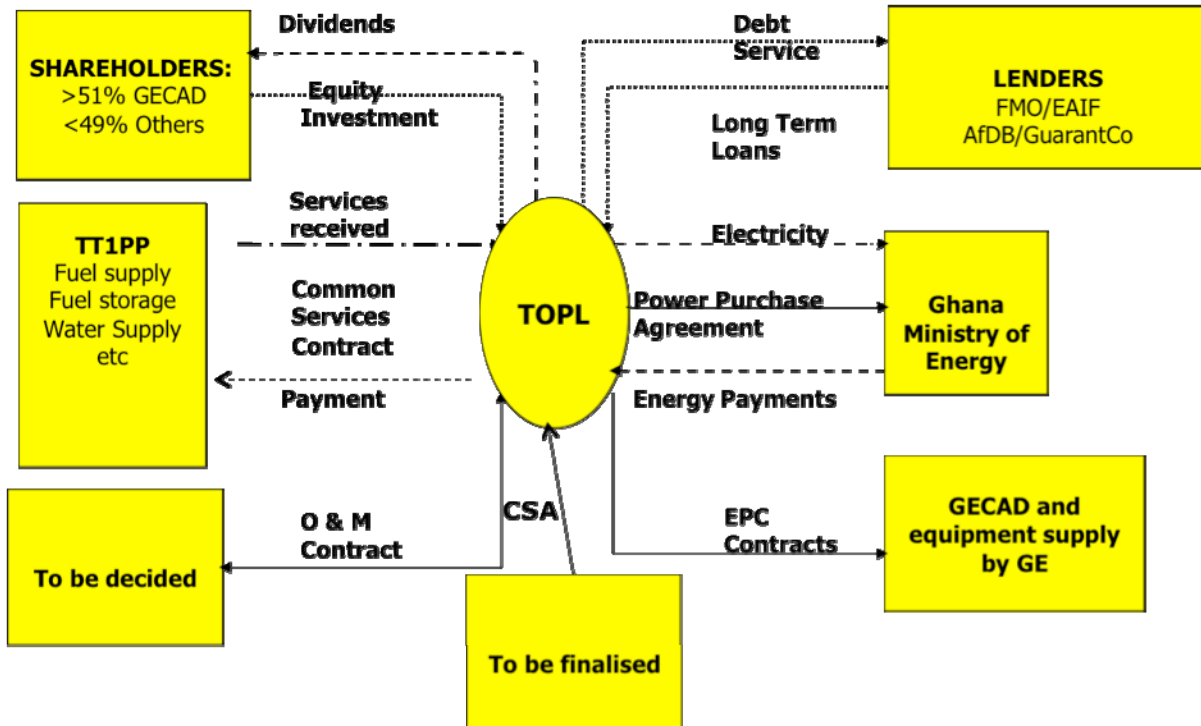 Dividends
Debt
Service
SHAREHOLDERS:
>51% GECAD
<49% Others
Equity
Investment
LENDERS
FMO/EAIF
AfDB/GuarantCo
Long Term
Loans
Services
received
TT1PP
Fuel supply
Fuel storage
Water Supply
etc
Common
Services
Contract
Payment
TOPL
Electricity
Power Purchase
Agreement
Energy Payments
Ghana
Ministry of
Energy
To be decided
O & M
Contract
CSA
To be finalised
EPC
Contracts
GECAD and
equipment supply
by GE